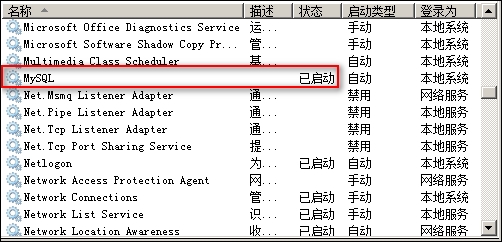 名称 描述 状态 启动类型 登录为
Microsoft Office Diagnostics Service 运... 手动 本地系统
Microsoft Software Shadow Copy Pr... 管... 手动 本地系统
Multimedia Class Scheduler 基... 自动 本地系统
MySQL 已启动 自动 本地系统
Net.Msmq Listener Adapter 通... 禁用 网络服务
Net.Pipe Listener Adapter 通... 禁用 本地服务
Net.Tcp Listener Adapter 通... 禁用 本地服务
Net.Tcp Port Sharing Service 提... 禁用 本地服务
Netlogon 为... 已启动 自动 本地系统
Network Access Protection Agent 网... 手动 网络服务
Network Connections 管... 已启动 手动 本地系统
Network List Service 识... 已启动 手动 本地服务
Network Location Awareness 收... 已启动 自动 网络服务